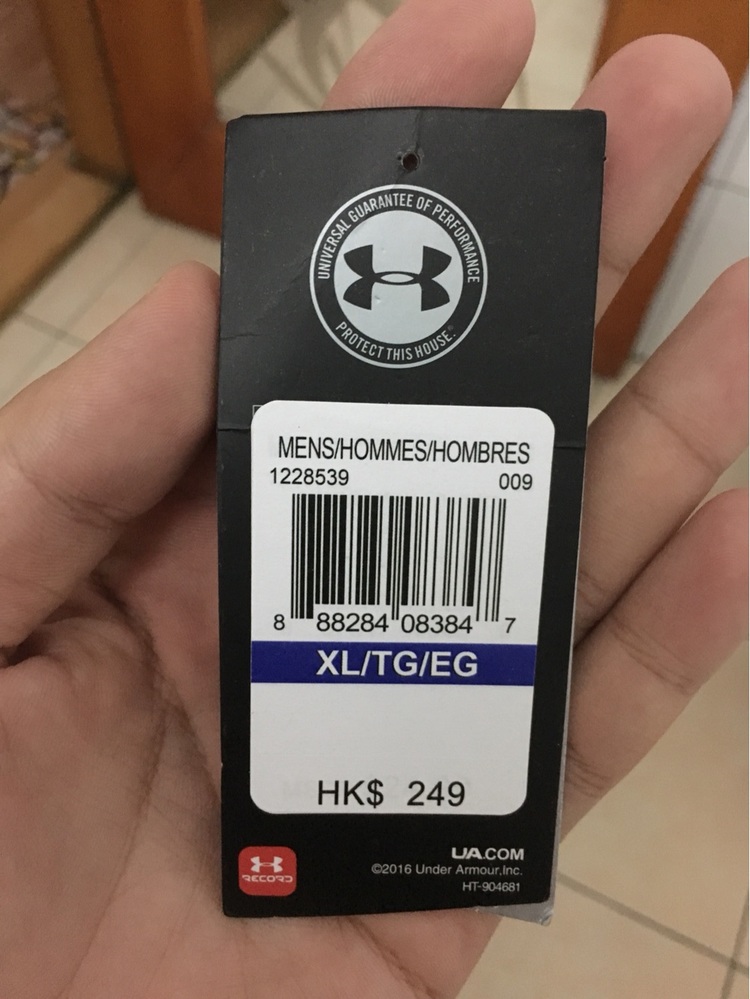 UNIVERSAL GUARANTEE OF PERFORMANCE
PROTECT THIS HOUSE.®
MENS/HOMMES/HOMBRES
1228539 009
8 88284 08384 7
XL/TG/EG
HK$ 249
RECORD
UA.COM
©2016 Under Armour,Inc.
HT-904681